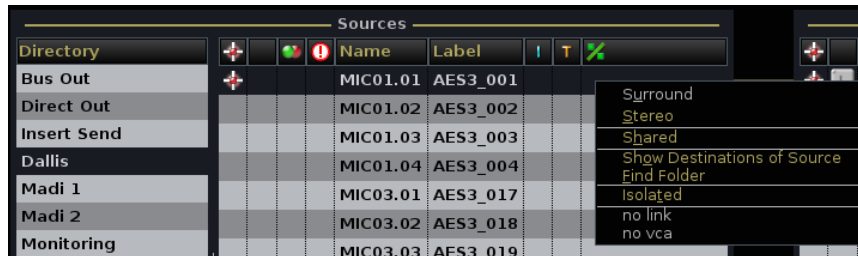 Sources
Directory
Name Label I T
Bus Out
MIC01.01 AES3_001
Direct Out
MIC01.02 AES3_002
Insert Send
MIC01.03 AES3_003
Dallis
MIC01.04 AES3_004
Madi 1
MIC03.01 AES3_017
Madi 2
MIC03.02 AES3_018
Monitoring
MIC03.03 AES3_019
Surround
Stereo
Shared
Show Destinations of Source
Find Folder
Isolated
no link
no vca